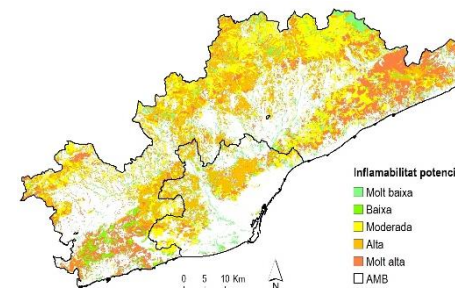 Inflamabilitat potenci
Molt baixa
Baixa
Moderada
Alta
Molt alta
AMB
0 5 10 Km
N